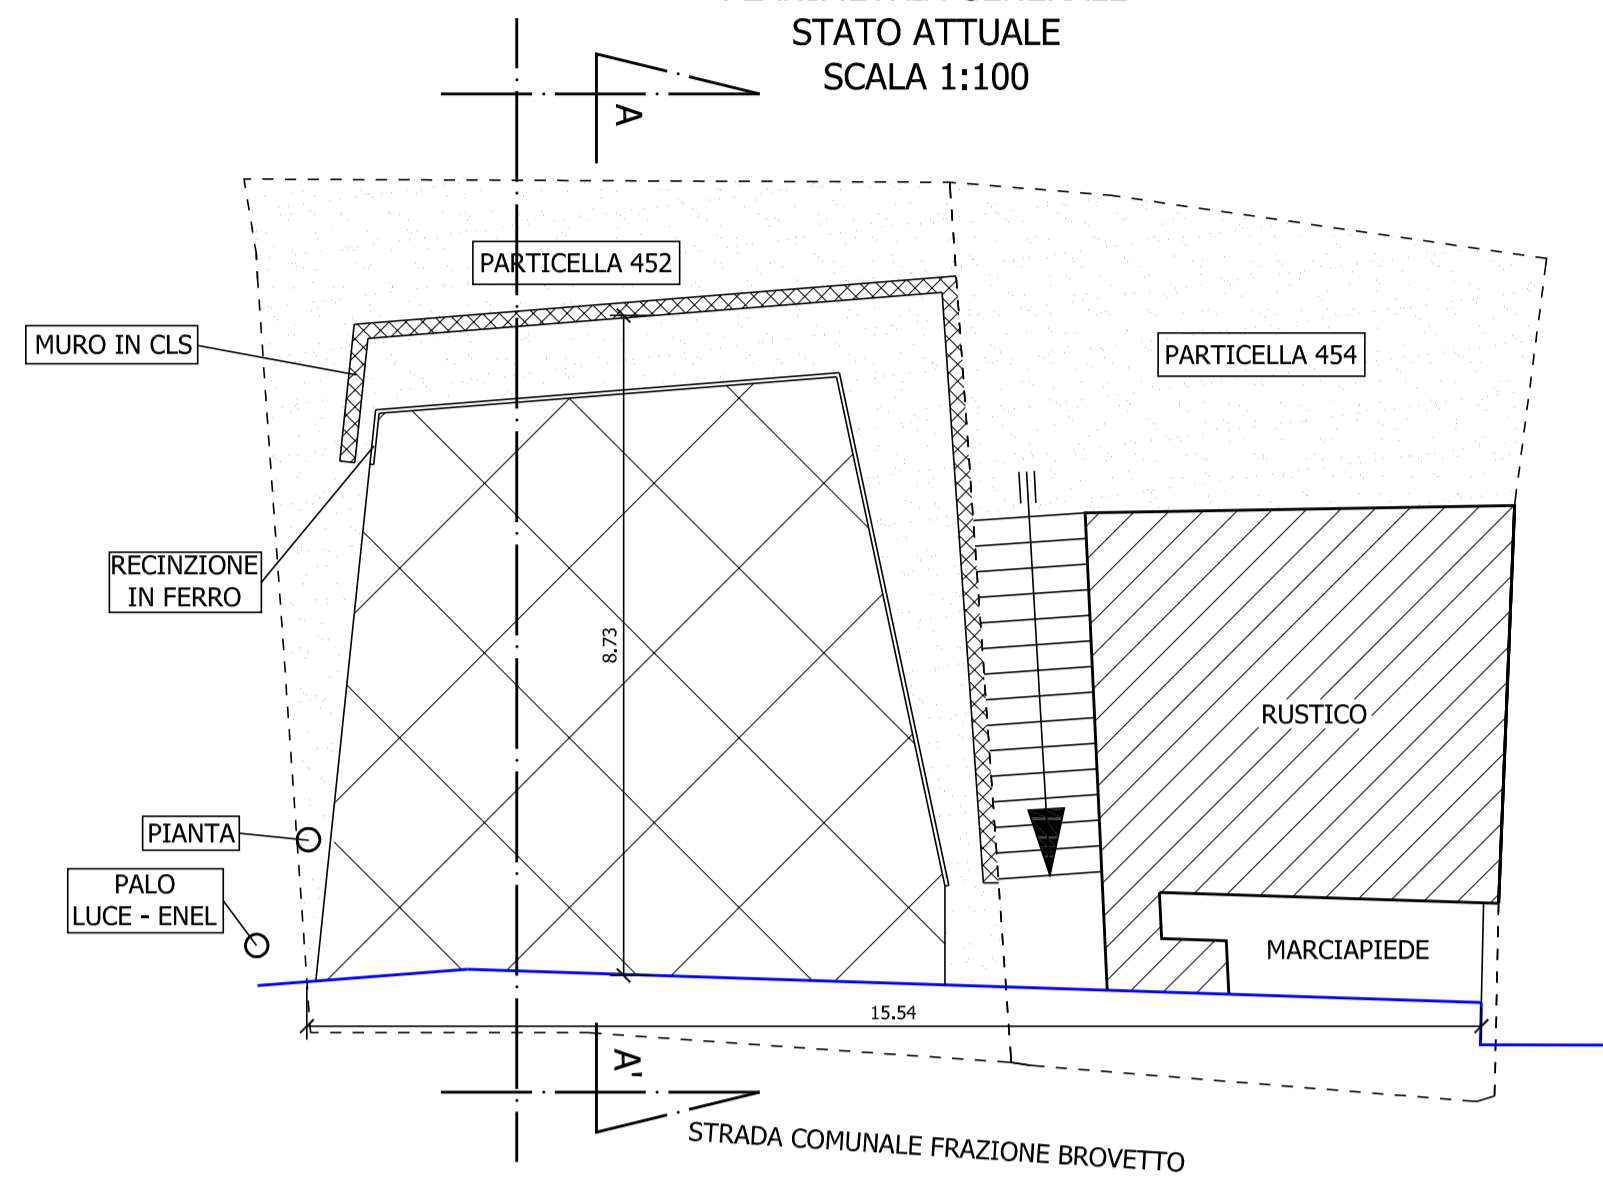 STATO ATTUALE
SCALA 1:100
A
PARTICELLA 452
MURO IN CLS
PARTICELLA 454
RECINZIONE
IN FERRO
8.73
RUSTICO
PIANTA
PALO
LUCE - ENEL
MARCIAPIEDE
15.54
A'
STRADA COMUNALE FRAZIONE BROVETTO